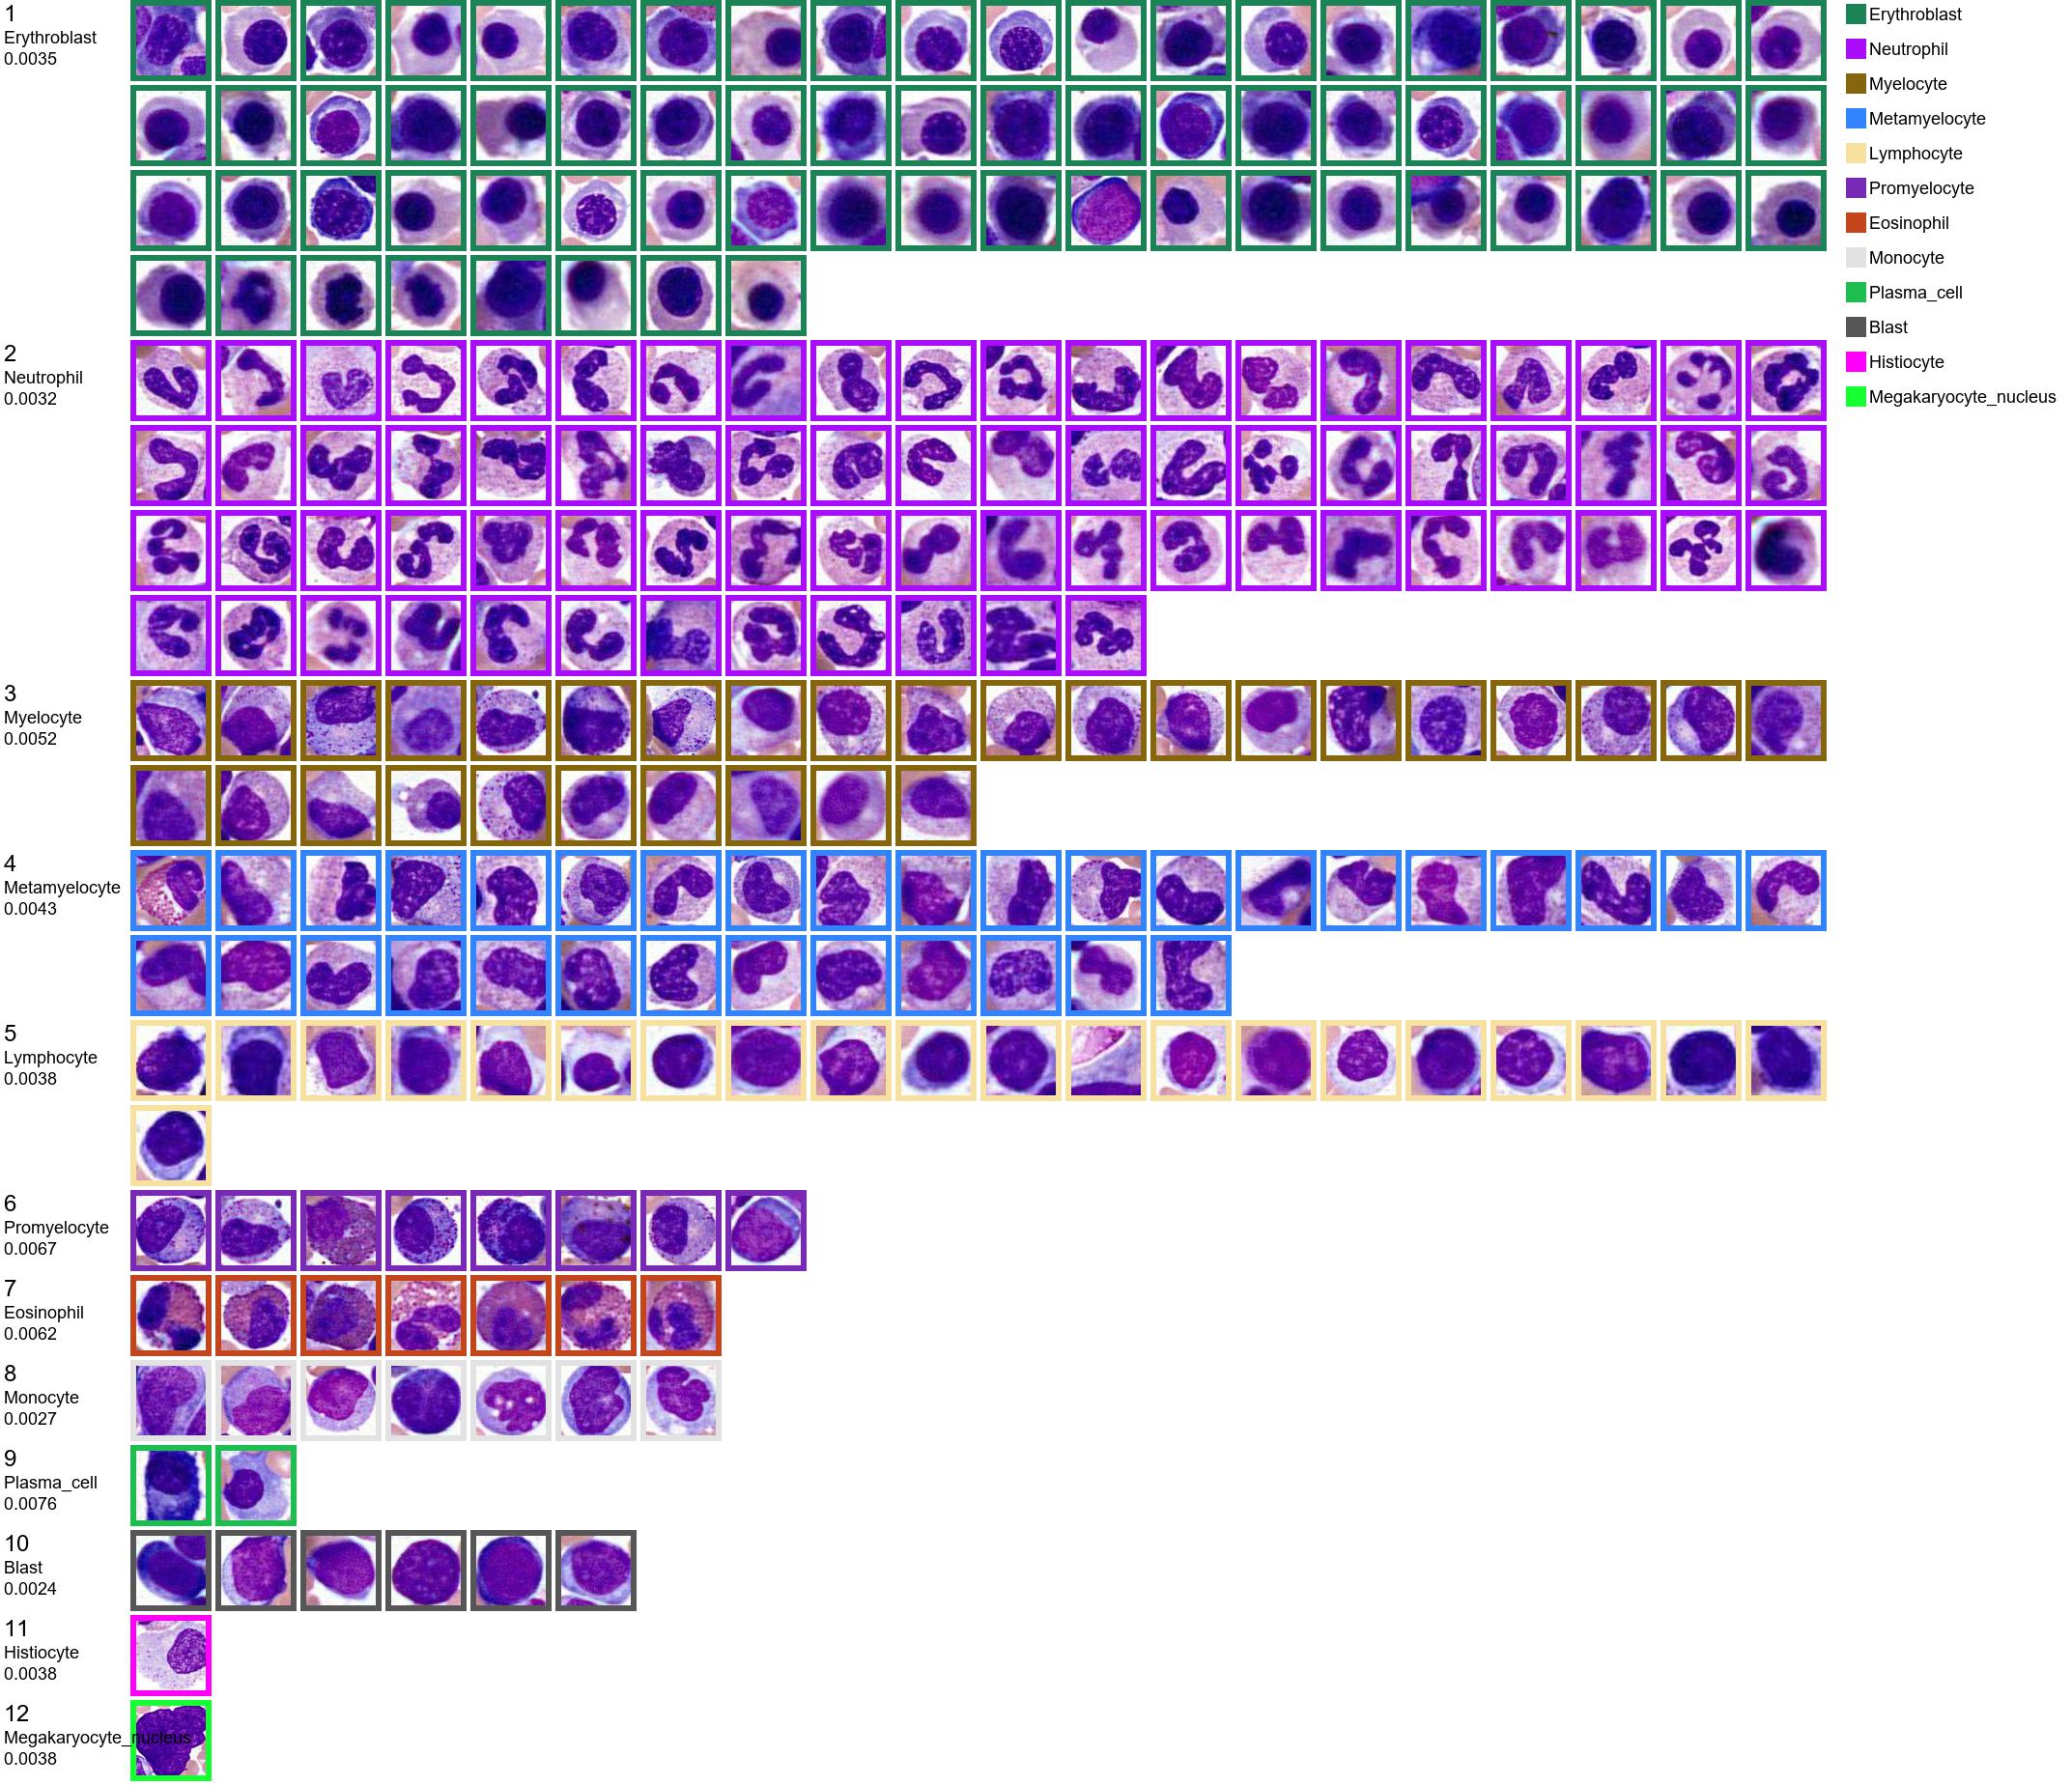 1
Erythroblast
0.0035
2
Neutrophil
0.0032
3
Myelocyte
0.0052
4
Metamyelocyte
0.0043
5
Lymphocyte
0.0038
6
Promyelocyte
0.0067
7
Eosinophil
0.0062
8
Monocyte
0.0027
9
Plasma_cell
0.0076
10
Blast
0.0024
11
Histiocyte
0.0038
12
Megakaryocyte_nucleus
0.0038
Erythroblast
Neutrophil
Myelocyte
Metamyelocyte
Lymphocyte
Promyelocyte
Eosinophil
Monocyte
Plasma_cell
Blast
Histiocyte
Megakaryocyte_nucleus